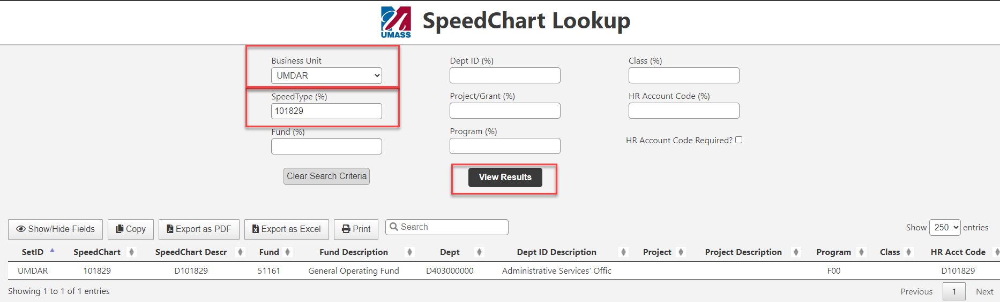 UMASS
SpeedChart Lookup
Business Unit
UMDAR
Dept ID (%)
Class (%)
SpeedType (%)
101829
Project/Grant (%)
HR Account Code (%)
Fund (%)
Program (%)
HR Account Code Required?
Clear Search Criteria
View Results
Show/Hide Fields Copy Export as PDF Export as Excel Print Search Show 250 entries
SetID SpeedChart SpeedChart Descr Fund Fund Description Dept Dept ID Description Project Project Description Program Class HR Acct Code
UMDAR 101829 D101829 51161 General Operating Fund D403000000 Administrative Services' Offic F00 D101829
Showing 1 to 1 of 1 entries Previous 1 Next